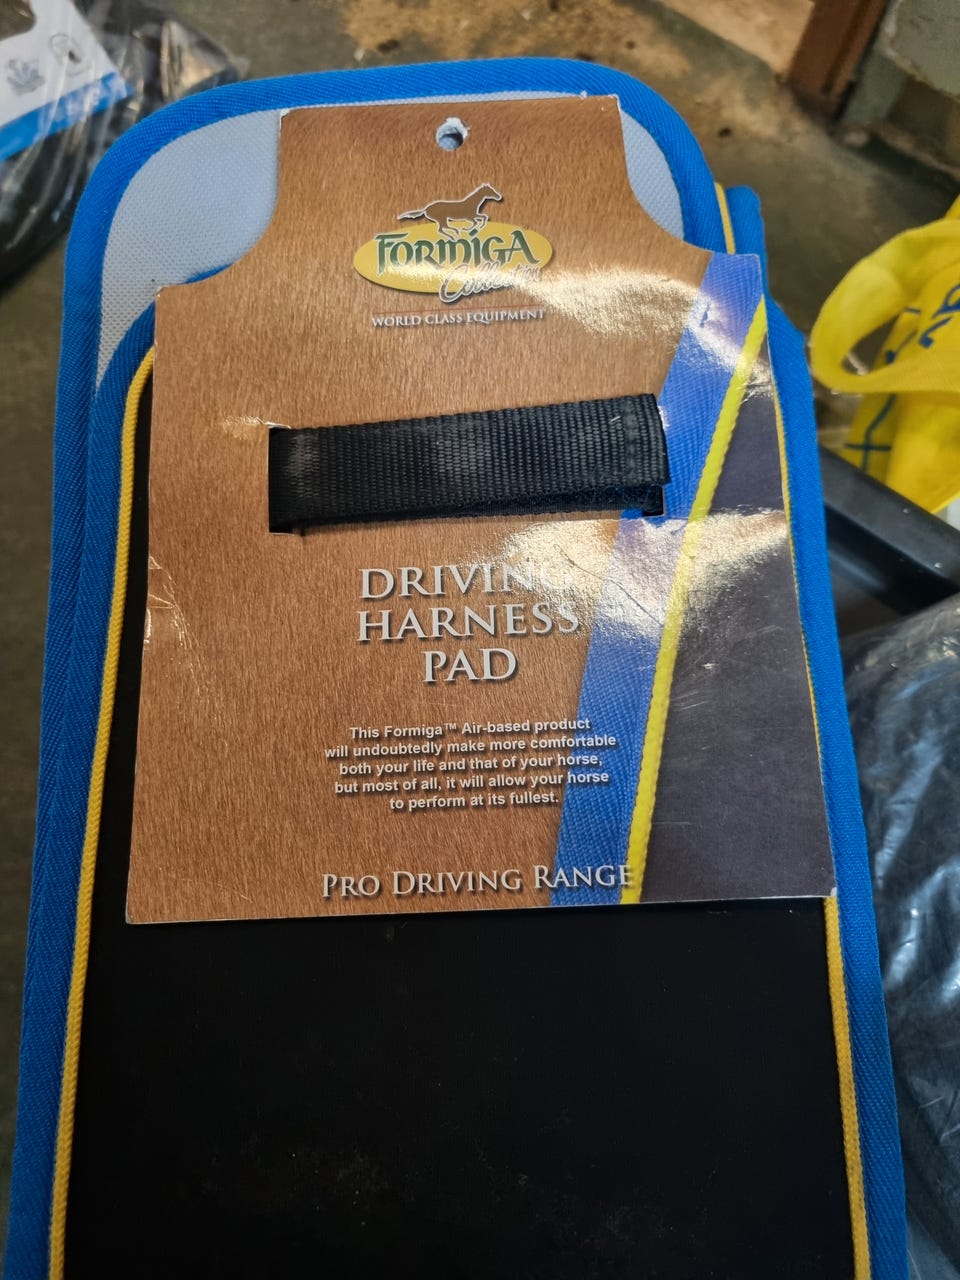 FORMIGA
Collection
WORLD CLASS EQUIPMENT
DRIVING
HARNESS
PAD
This Formiga™ Air-based product
will undoubtedly make more comfortable
both your life and that of your horse,
but most of all, it will allow your horse
to perform at its fullest.
PRO DRIVING RANGE